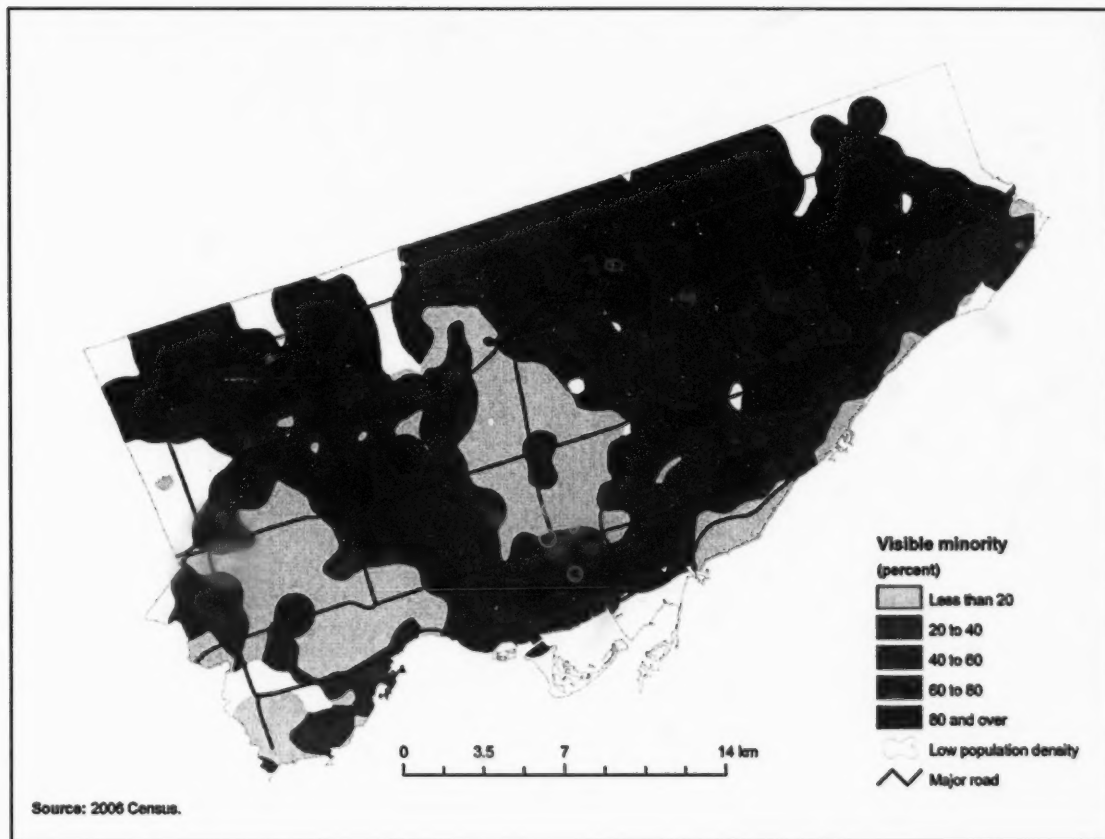 Visible minority
(percent)
Less than 20
20 to 40
40 to 60
60 to 80
80 and over
Low population density
Major road
0 3.5 7 14 km
Source: 2006 Census.